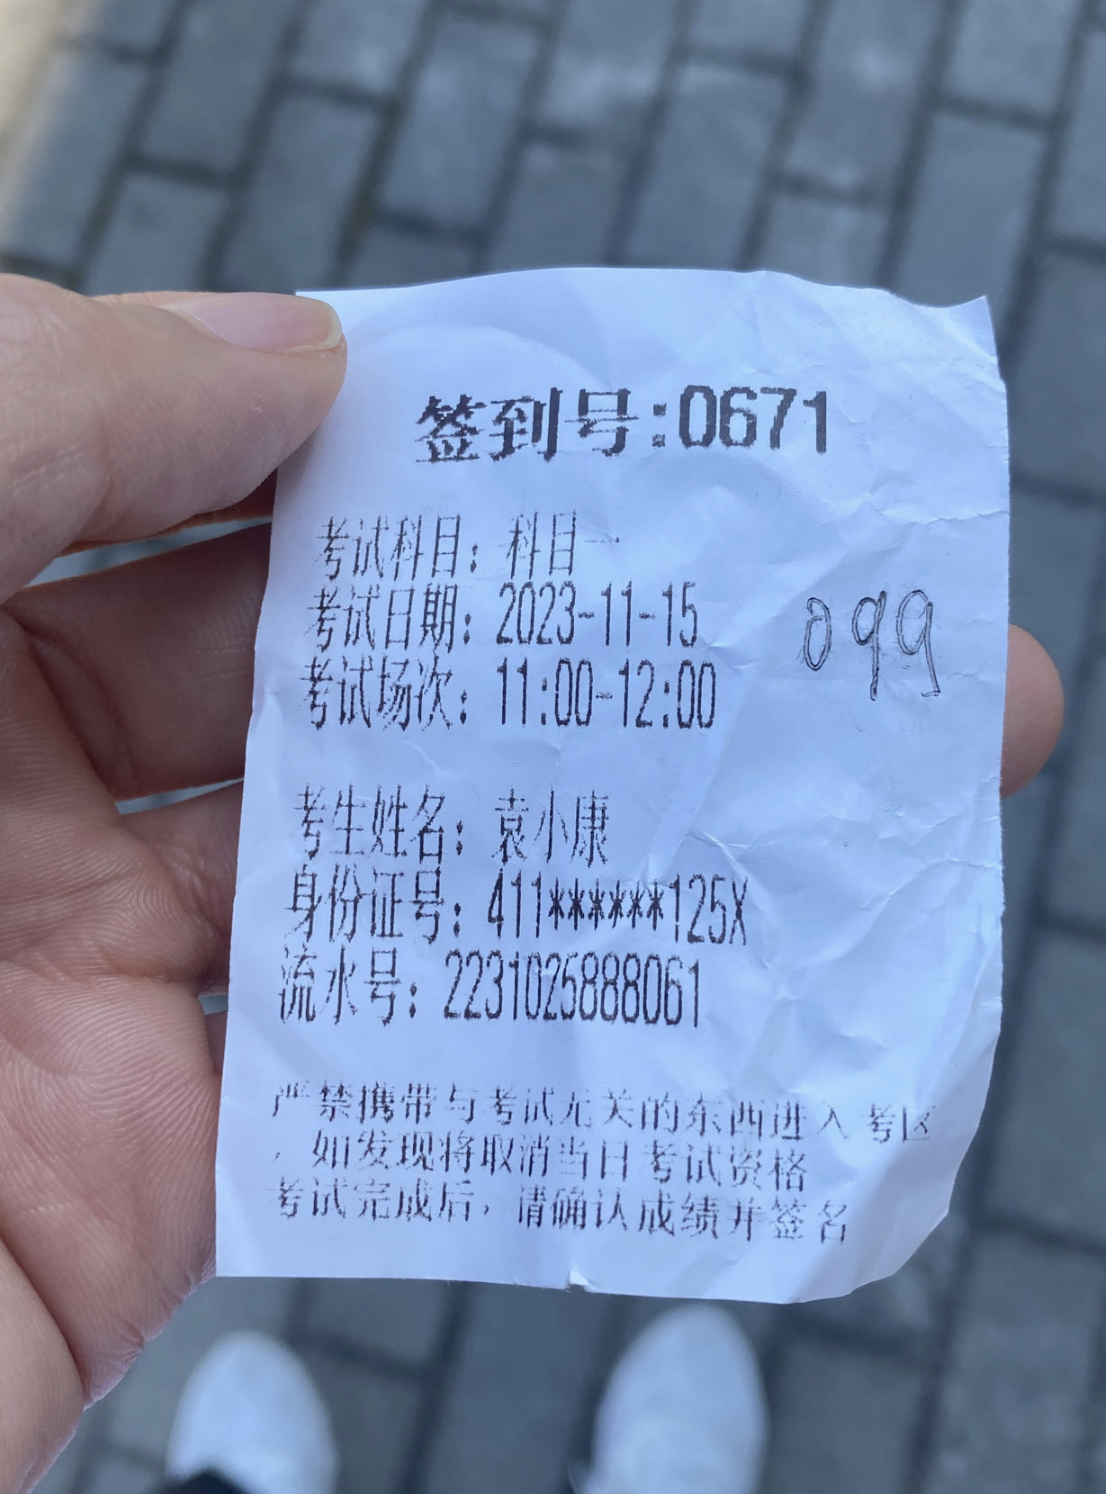 签到号:0671
考试科目: 科目一
考试日期: 2023-11-15
099
考试场次: 11:00-12:00
考生姓名: 袁小康
身份证号: 411******125X
流水号: 2231025888061
严禁携带与考试无关的东西进入考区
，如发现将取消当日考试资格
考试完成后，请确认成绩并签名